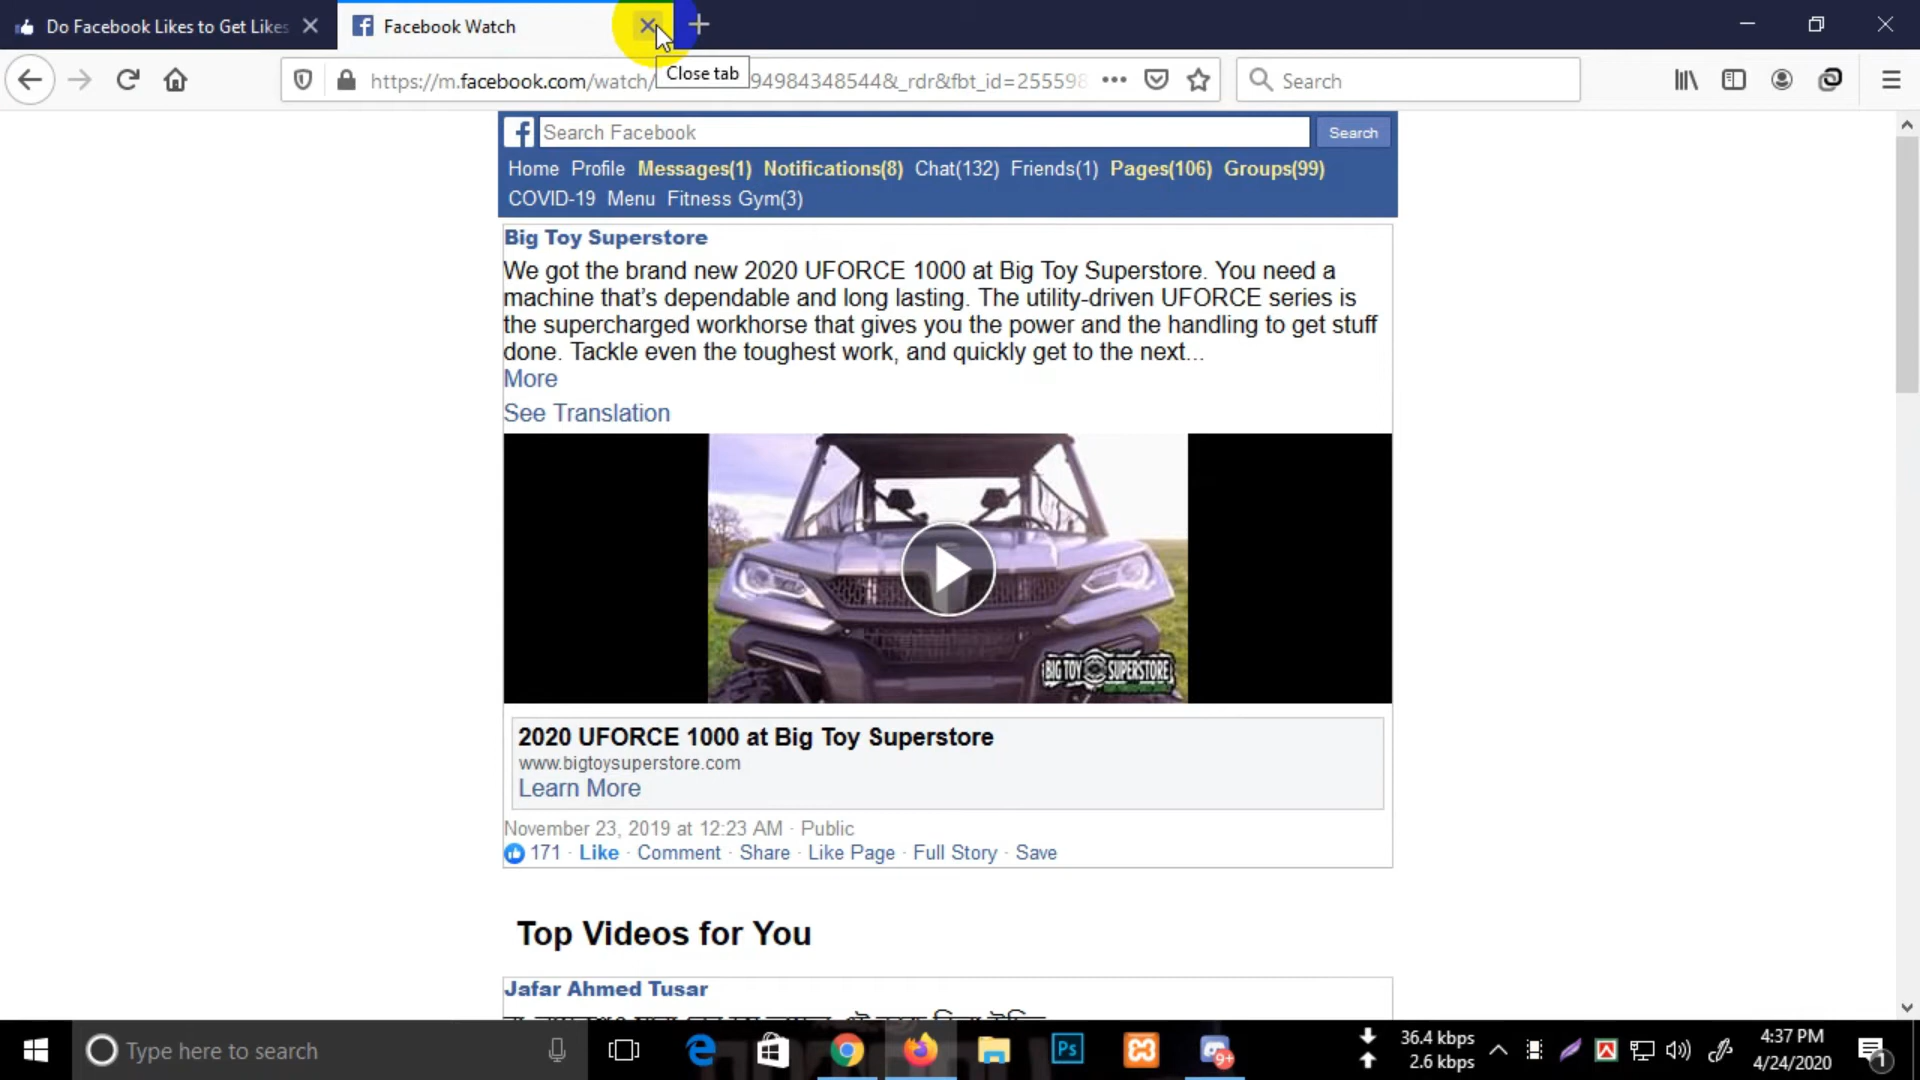 Do Facebook Likes to Get Likes
Facebook Watch
Close tab
https://m.facebook.com/watch/ 94984348544&_rdr&fbt_id=255598
Search
Search Facebook
Search
Home Profile Messages(1) Notifications(8) Chat(132) Friends(1) Pages(106) Groups(99)
COVID-19 Menu Fitness Gym(3)
Big Toy Superstore
We got the brand new 2020 UFORCE 1000 at Big Toy Superstore. You need a
machine that's dependable and long lasting. The utility-driven UFORCE series is
the supercharged workhorse that gives you the power and the handling to get stuff
done. Tackle even the toughest work, and quickly get to the next...
More
See Translation
BIG TOY SUPERSTORE
2020 UFORCE 1000 at Big Toy Superstore
www.bigtoysuperstore.com
Learn More
November 23, 2019 at 12:23 AM · Public
171 · Like · Comment · Share · Like Page · Full Story · Save
Top Videos for You
Jafar Ahmed Tusar
Type here to search
Ps
9+
36.4 kbps
2.6 kbps
4:37 PM
4/24/2020
1